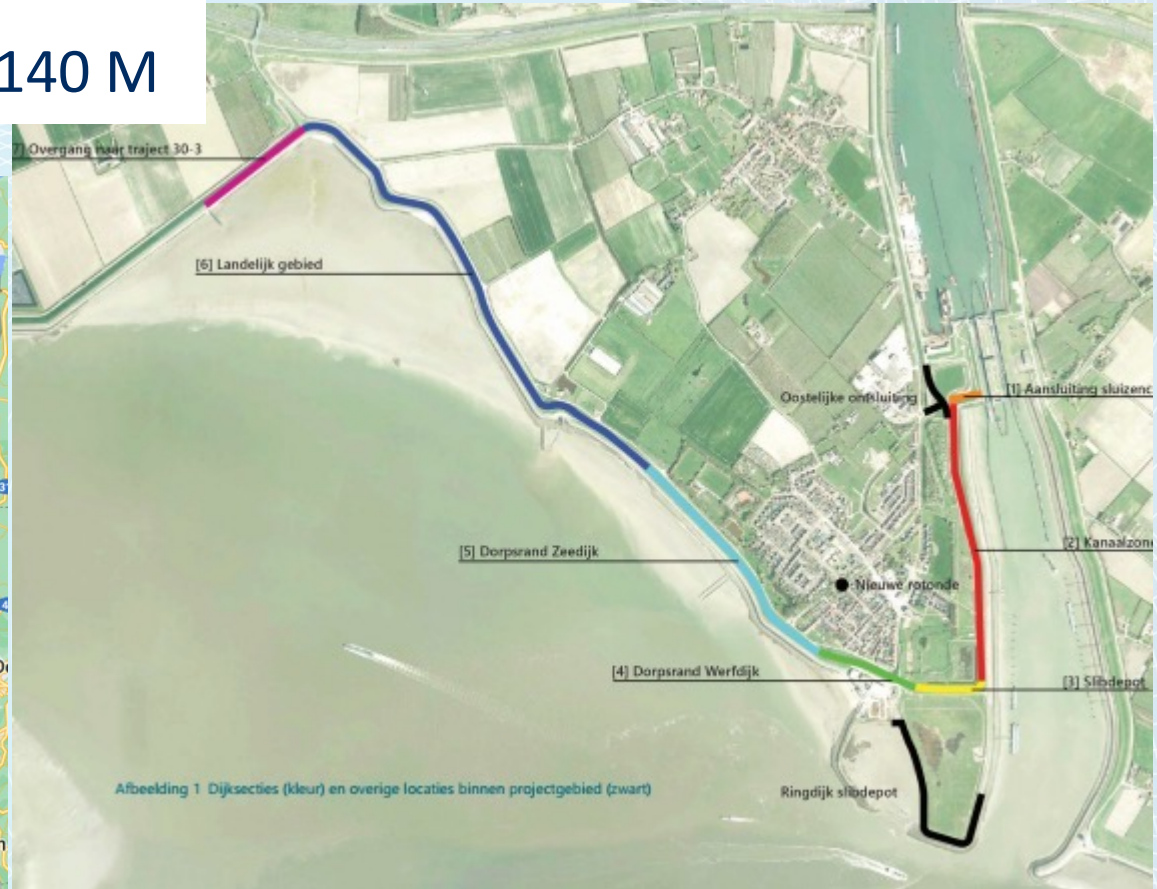 140 M
7) Overgang naar traject 30-3
[6] Landelijk gebied
Oostelijke ontsluiting
[1] Aansluiting sluizenc
[2] Kanaalzone
[5] Dorpsrand Zeedijk
Nieuwe rotonde
[4] Dorpsrand Werfdijk
[3] Slibdepot
Afbeelding 1 Dijksecties (kleur) en overige locaties binnen projectgebied (zwart)
Ringdijk slibdepot